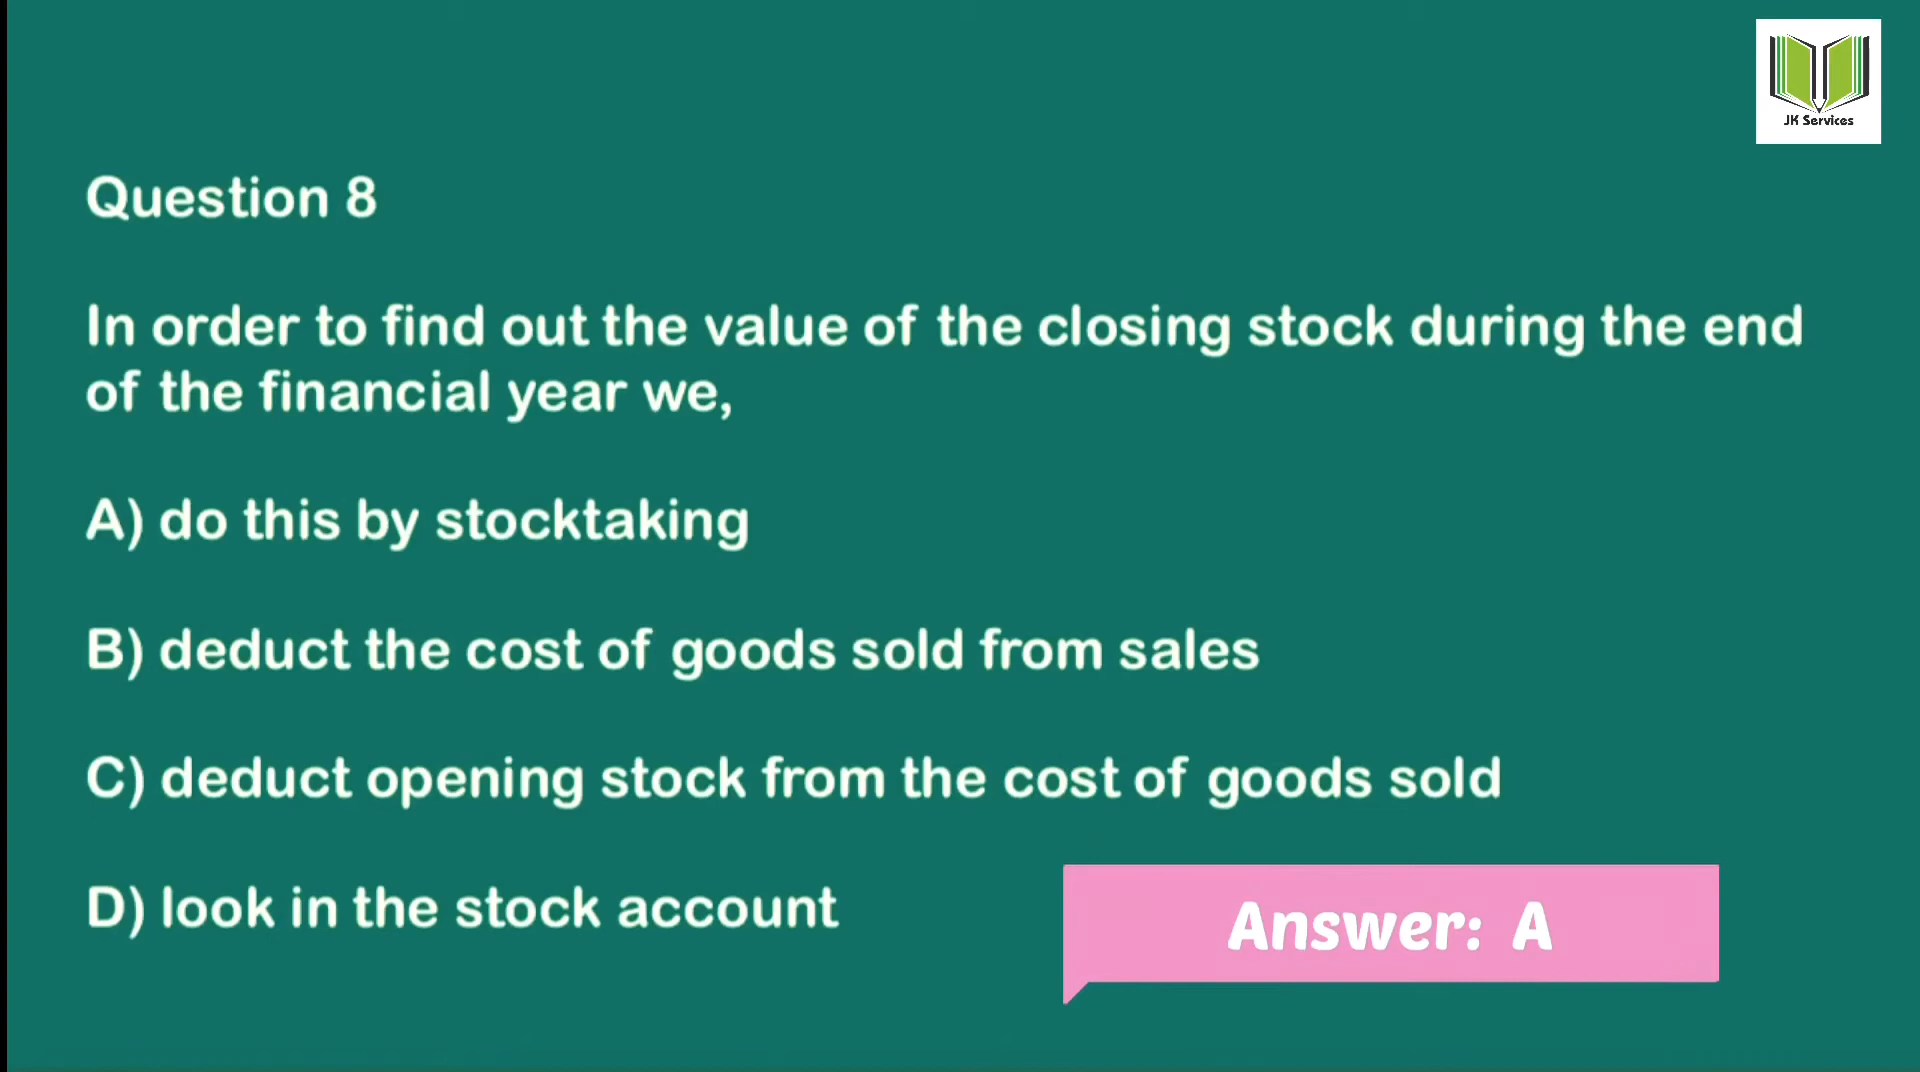 JK Services
Question 8
In order to find out the value of the closing stock during the end
of the financial year we,
A) do this by stocktaking
B) deduct the cost of goods sold from sales
C) deduct opening stock from the cost of goods sold
D) look in the stock account
Answer: A